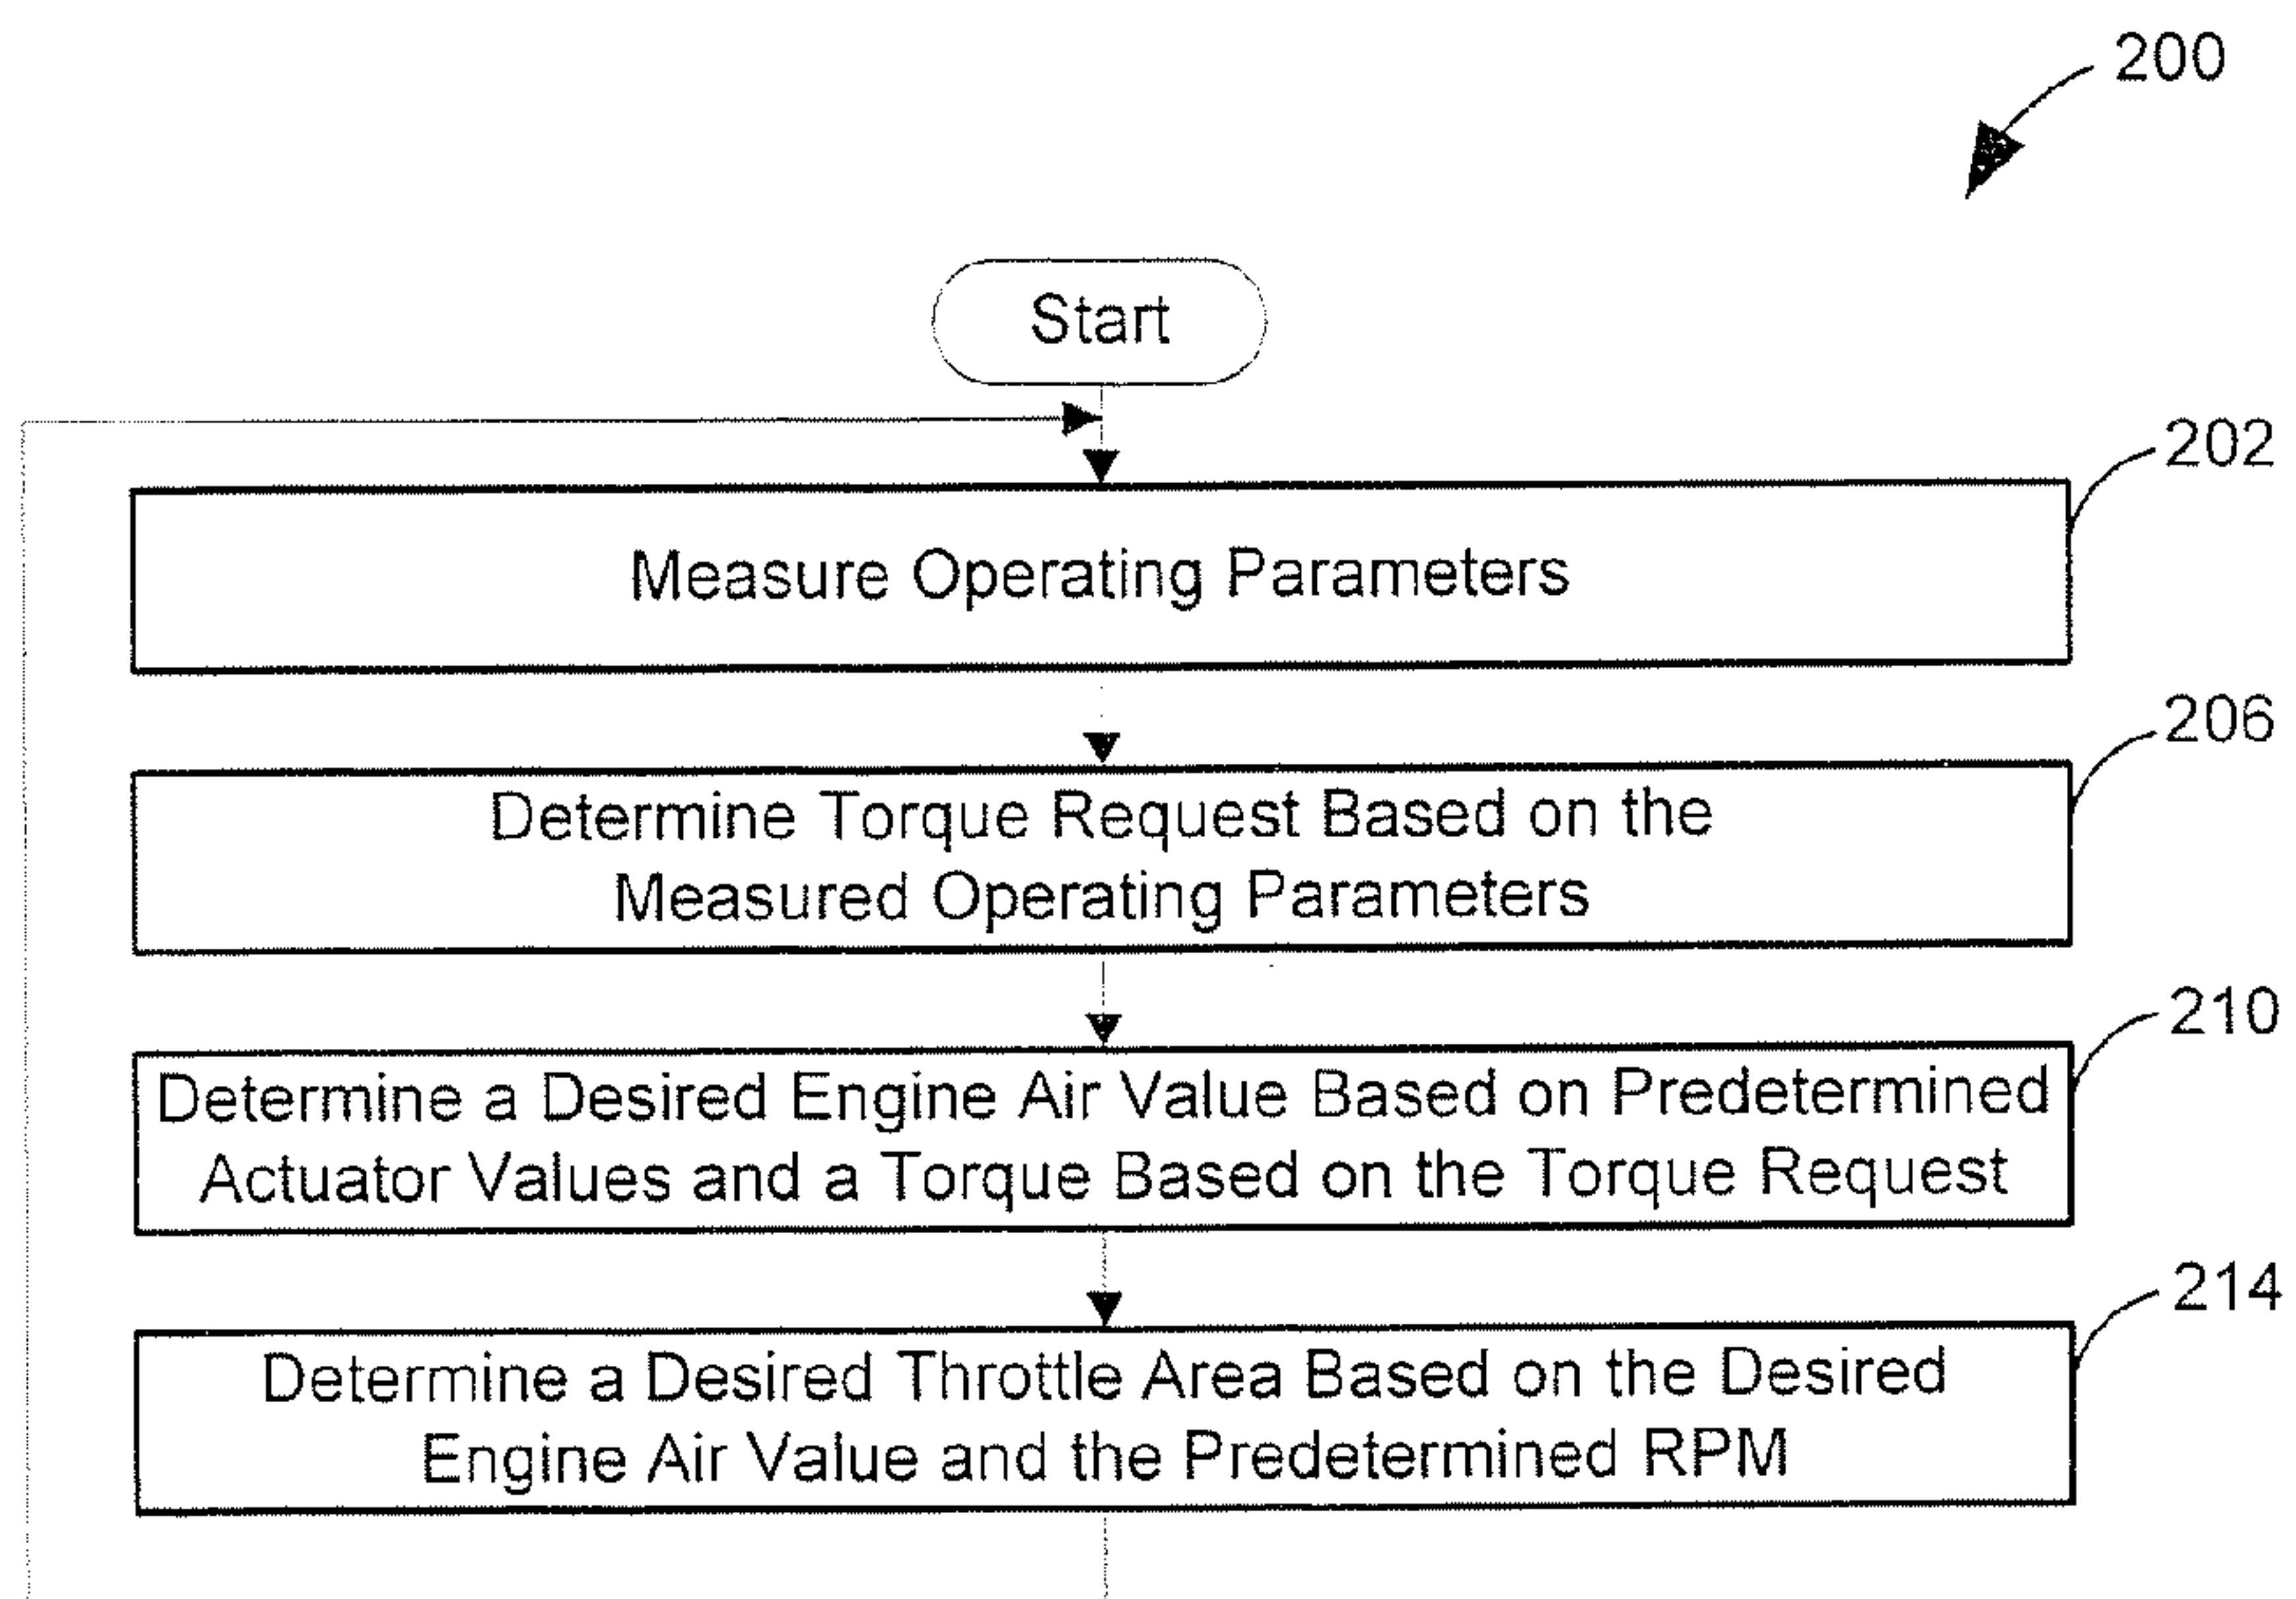 200
Start
202
Measure Operating Parameters
206
Determine Torque Request Based on the
Measured Operating Parameters
210
Determine a Desired Engine Air Value Based on Predetermined
Actuator Values and a Torque Based on the Torque Request
214
Determine a Desired Throttle Area Based on the Desired
Engine Air Value and the Predetermined RPM